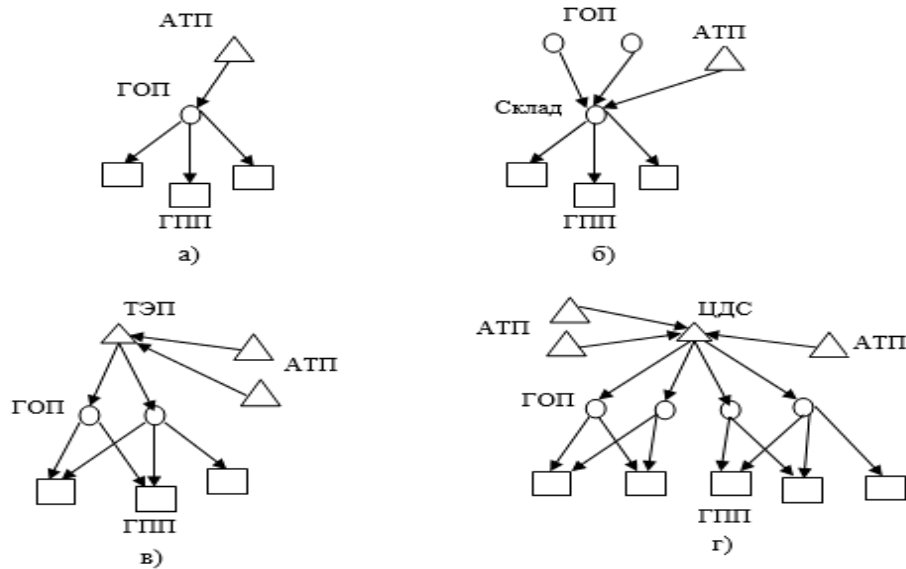 АТП
ГОП
ГПП
а)
ГОП
АТП
Склад
ГПП
б)
ТЭП
АТП
ГОП
ГПП
в)
ЦДС
АТП
АТП
ГОП
ГПП
г)